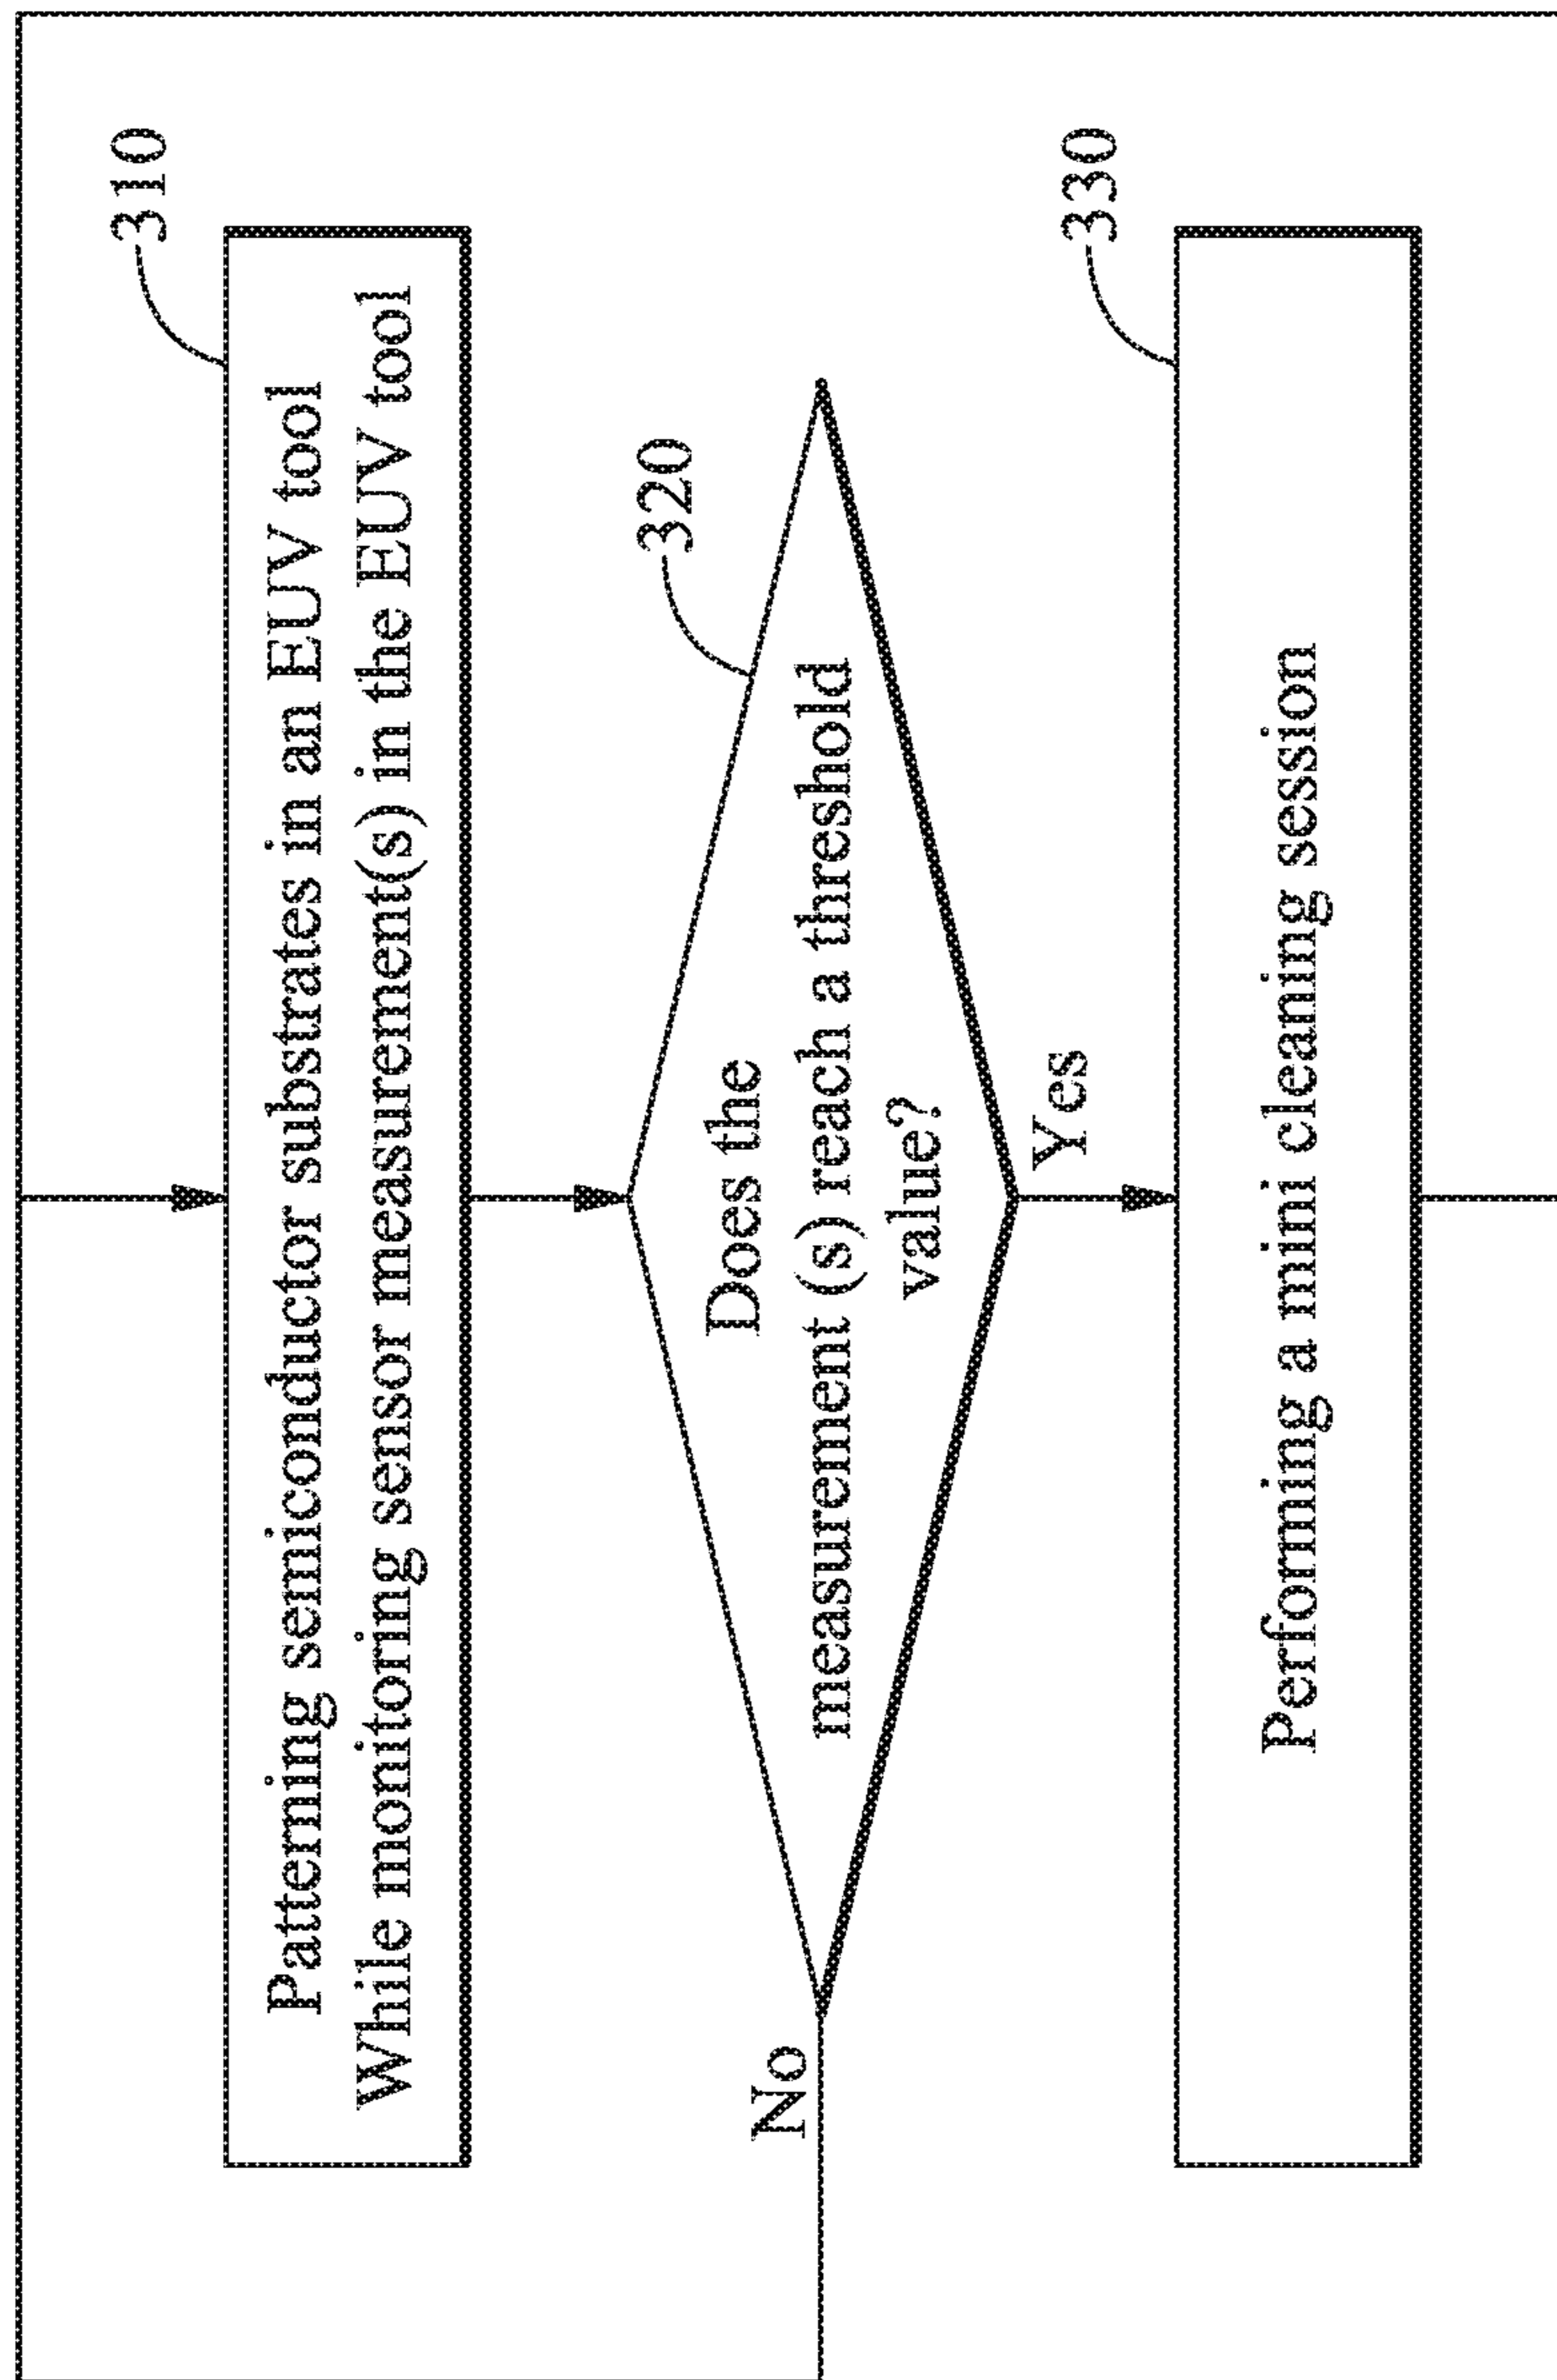 310
Patterning semiconductor substrates in an EUV tool
While monitoring sensor measurement(s) in the EUV tool
320
Does the
measurement (s) reach a threshold
value?
No
Yes
330
Performing a mini cleaning session